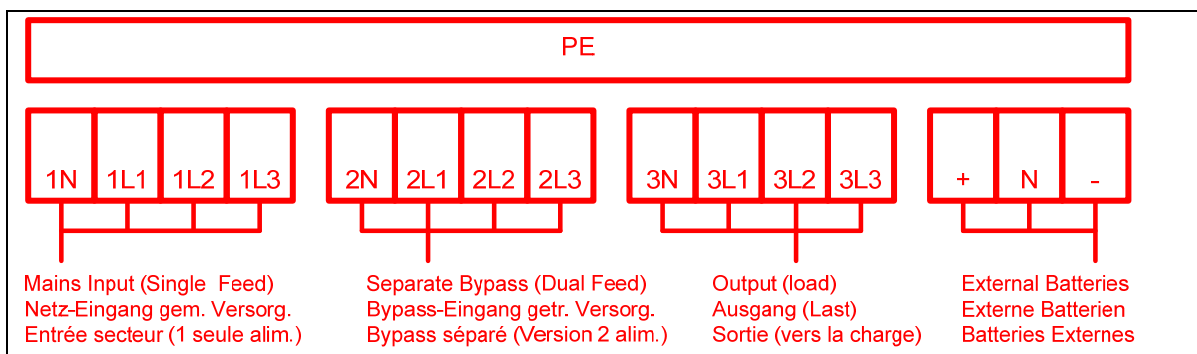 PE
1N 1L1 1L2 1L3 2N 2L1 2L2 2L3 3N 3L1 3L2 3L3 + N -
Mains Input (Single Feed)
Netz-Eingang gem. Versorg.
Entrée secteur (1 seule alim.)
Separate Bypass (Dual Feed)
Bypass-Eingang getr. Versorg.
Bypass séparé (Version 2 alim.)
Output (load)
Ausgang (Last)
Sortie (vers la charge)
External Batteries
Externe Batterien
Batteries Externes